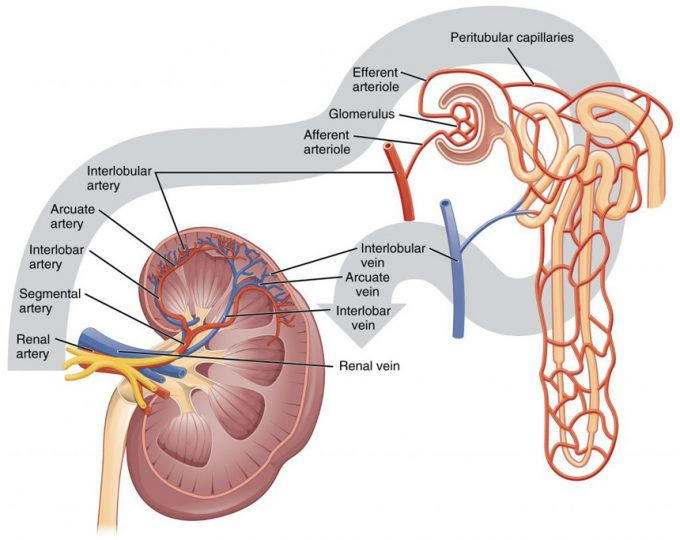 Peritubular capillaries
Efferent
arteriole
Glomerulus
Afferent
arteriole
Interlobular
artery
Arcuate
artery
Interlobar
artery
Segmental
artery
Renal
artery
Interlobular
vein
Arcuate
vein
Interlobar
vein
Renal vein